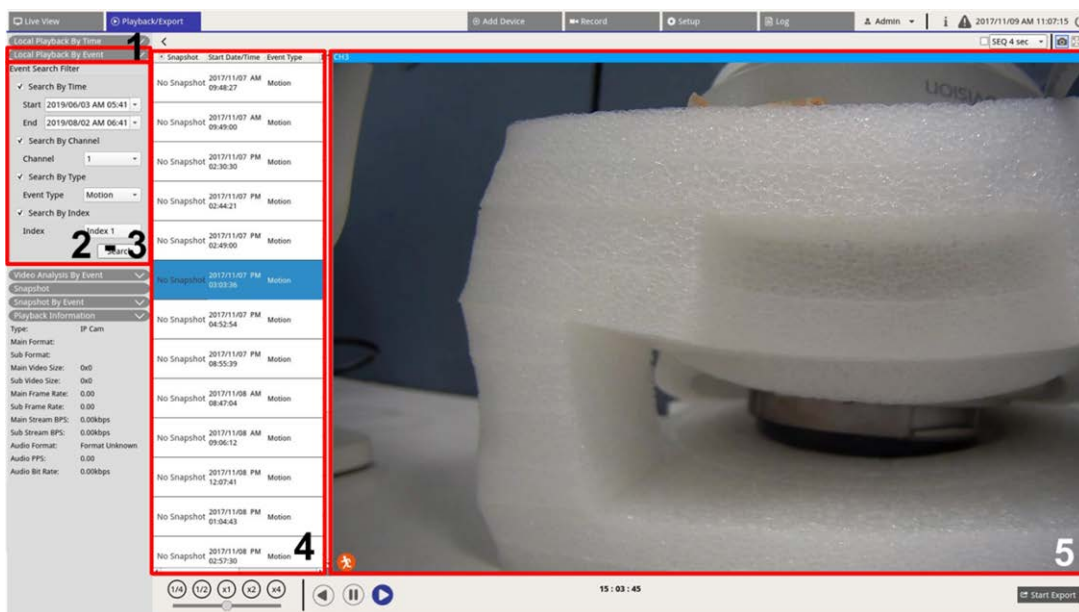 Live View
Playback/Export
Add Device
Record
Setup
Log
Admin
i
2017/11/09 AM 11:07:15
Local Playback By Time
1
Local Playback By Event
SEQ 4 sec
Event Search Filter
Search By Time
Start 2019/06/03 AM 05:41
End 2019/08/02 AM 06:41
Search By Channel
Channel 1
Search By Type
Event Type Motion
Search By Index
Index Index 1
2 - 3
Search
Video Analysis By Event
Snapshot
Snapshot By Event
Playback Information
Type: IP Cam
Main Format:
Sub Format:
Main Video Size: 0x0
Sub Video Size: 0x0
Main Frame Rate: 0.00
Sub Frame Rate: 0.00
Main Stream BPS: 0.00kbps
Sub Stream BPS: 0.00kbps
Audio Format: Format Unknown
Audio PPS: 0.00
Audio Bit Rate: 0.00kbps
Snapshot Start Date/Time Event Type
No Snapshot 2017/11/07 AM 09:48:27 Motion
No Snapshot 2017/11/07 AM 09:49:00 Motion
No Snapshot 2017/11/07 PM 02:30:30 Motion
No Snapshot 2017/11/07 PM 02:44:21 Motion
No Snapshot 2017/11/07 PM 02:49:00 Motion
No Snapshot 2017/11/07 PM 03:03:36 Motion
No Snapshot 2017/11/07 PM 04:52:54 Motion
No Snapshot 2017/11/07 PM 08:55:39 Motion
No Snapshot 2017/11/08 AM 08:47:04 Motion
No Snapshot 2017/11/08 AM 09:06:12 Motion
No Snapshot 2017/11/08 PM 12:07:41 Motion
No Snapshot 2017/11/08 PM 01:04:43 Motion
No Snapshot 2017/11/08 PM 02:57:30 Motion
4
CH3
5
1/4 1/2 x1 x2 x4
15 : 03 : 45
Start Export